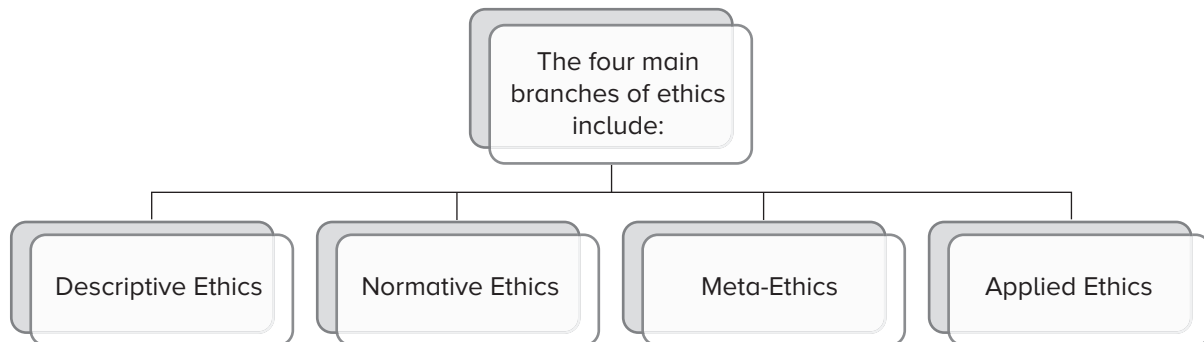 The four main
branches of ethics
include:
Descriptive Ethics
Normative Ethics
Meta-Ethics
Applied Ethics